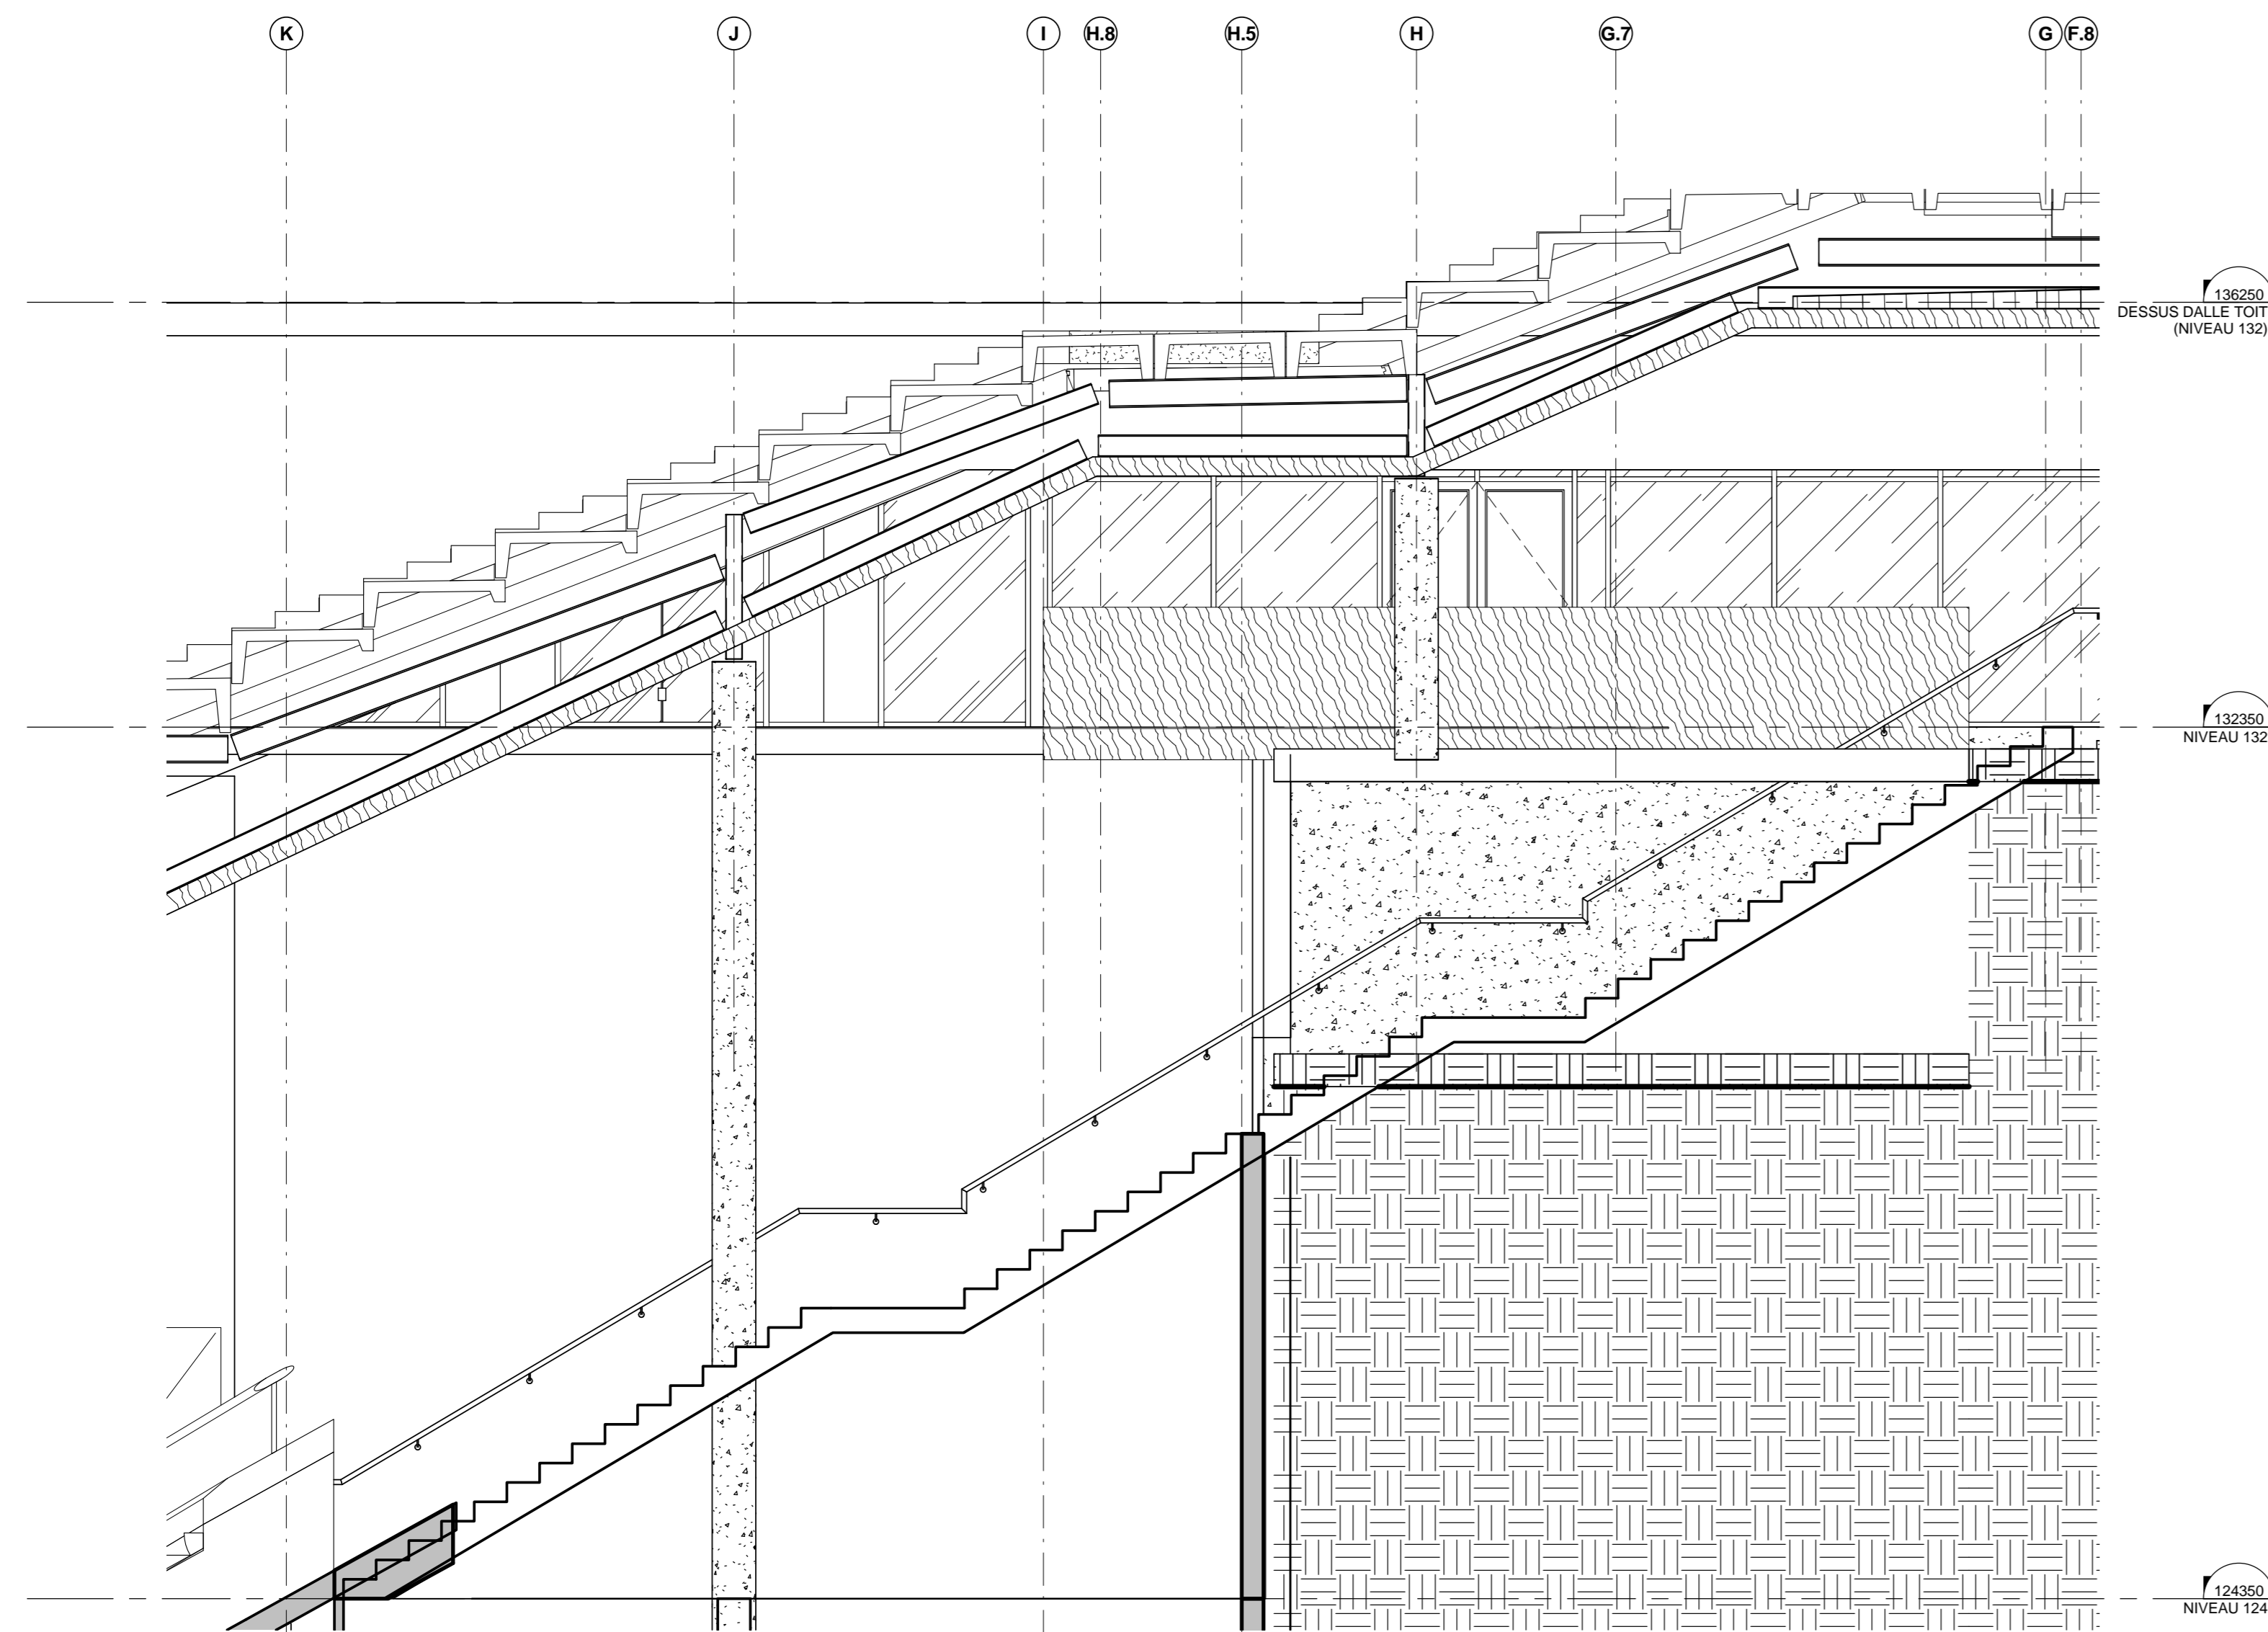 K
J
I
H.8
H.5
H
G.7
G
F.8
136250
DESSUS DALLE TOIT
(NIVEAU 132)
132350
NIVEAU 132
124350
NIVEAU 124